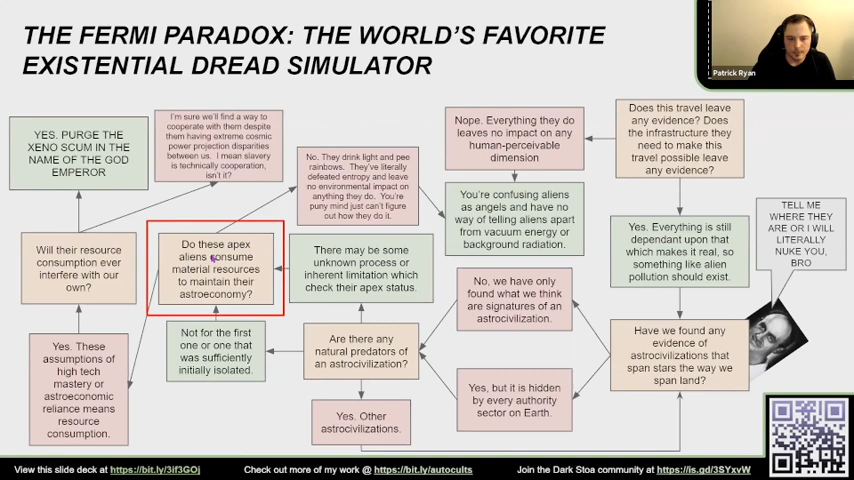 THE FERMI PARADOX: THE WORLD'S FAVORITE
EXISTENTIAL DREAD SIMULATOR
Patrick Ryan
YES. PURGE THE
XENO SCUM IN THE
NAME OF THE GOD
EMPEROR
I'm sure we'll find a way to
cooperate with them despite
them having extreme cosmic
power projection disparities
between us. I mean slavery
is technically cooperation,
isn't it?
No. They drink light and pee
rainbows. They've literally
defeated entropy and leave
no environmental impact on
anything they do. You're
puny mind just can't figure
out how they do it.
Nope. Everything they do
leaves no impact on any
human-perceivable
dimension
Does this travel leave
any evidence? Does
the infrastructure they
need to make this
travel possible leave
any evidence?
You're confusing aliens
as angels and have no
way of telling aliens apart
from vacuum energy or
background radiation.
Yes. Everything is still
dependant upon that
which makes it real, so
something like alien
pollution should exist.
TELL ME
WHERE THEY
ARE OR I WILL
LITERALLY
NUKE YOU,
BRO
Will their resource
consumption ever
interfere with our
own?
Do these apex
aliens consume
material resources
to maintain their
astroeconomy?
There may be some
unknown process or
inherent limitation which
check their apex status.
No, we have only
found what we think
are signatures of an
astrocivilization.
Not for the first
one or one that
was sufficiently
initially isolated.
Are there any
natural predators of
an astrocivilization?
Have we found any
evidence of
astrocivilizations that
span stars the way we
span land?
Yes. These
assumptions of
high tech
mastery or
astroeconomic
reliance means
resource
consumption.
Yes, but it is hidden
by every authority
sector on Earth.
Yes. Other
astrocivilizations.
View this slide deck at https://bit.ly/3if3GOj
Check out more of my work @ https://bit.ly/autocults
Join the Dark Stoa community at https://is.gd/3SYxvW